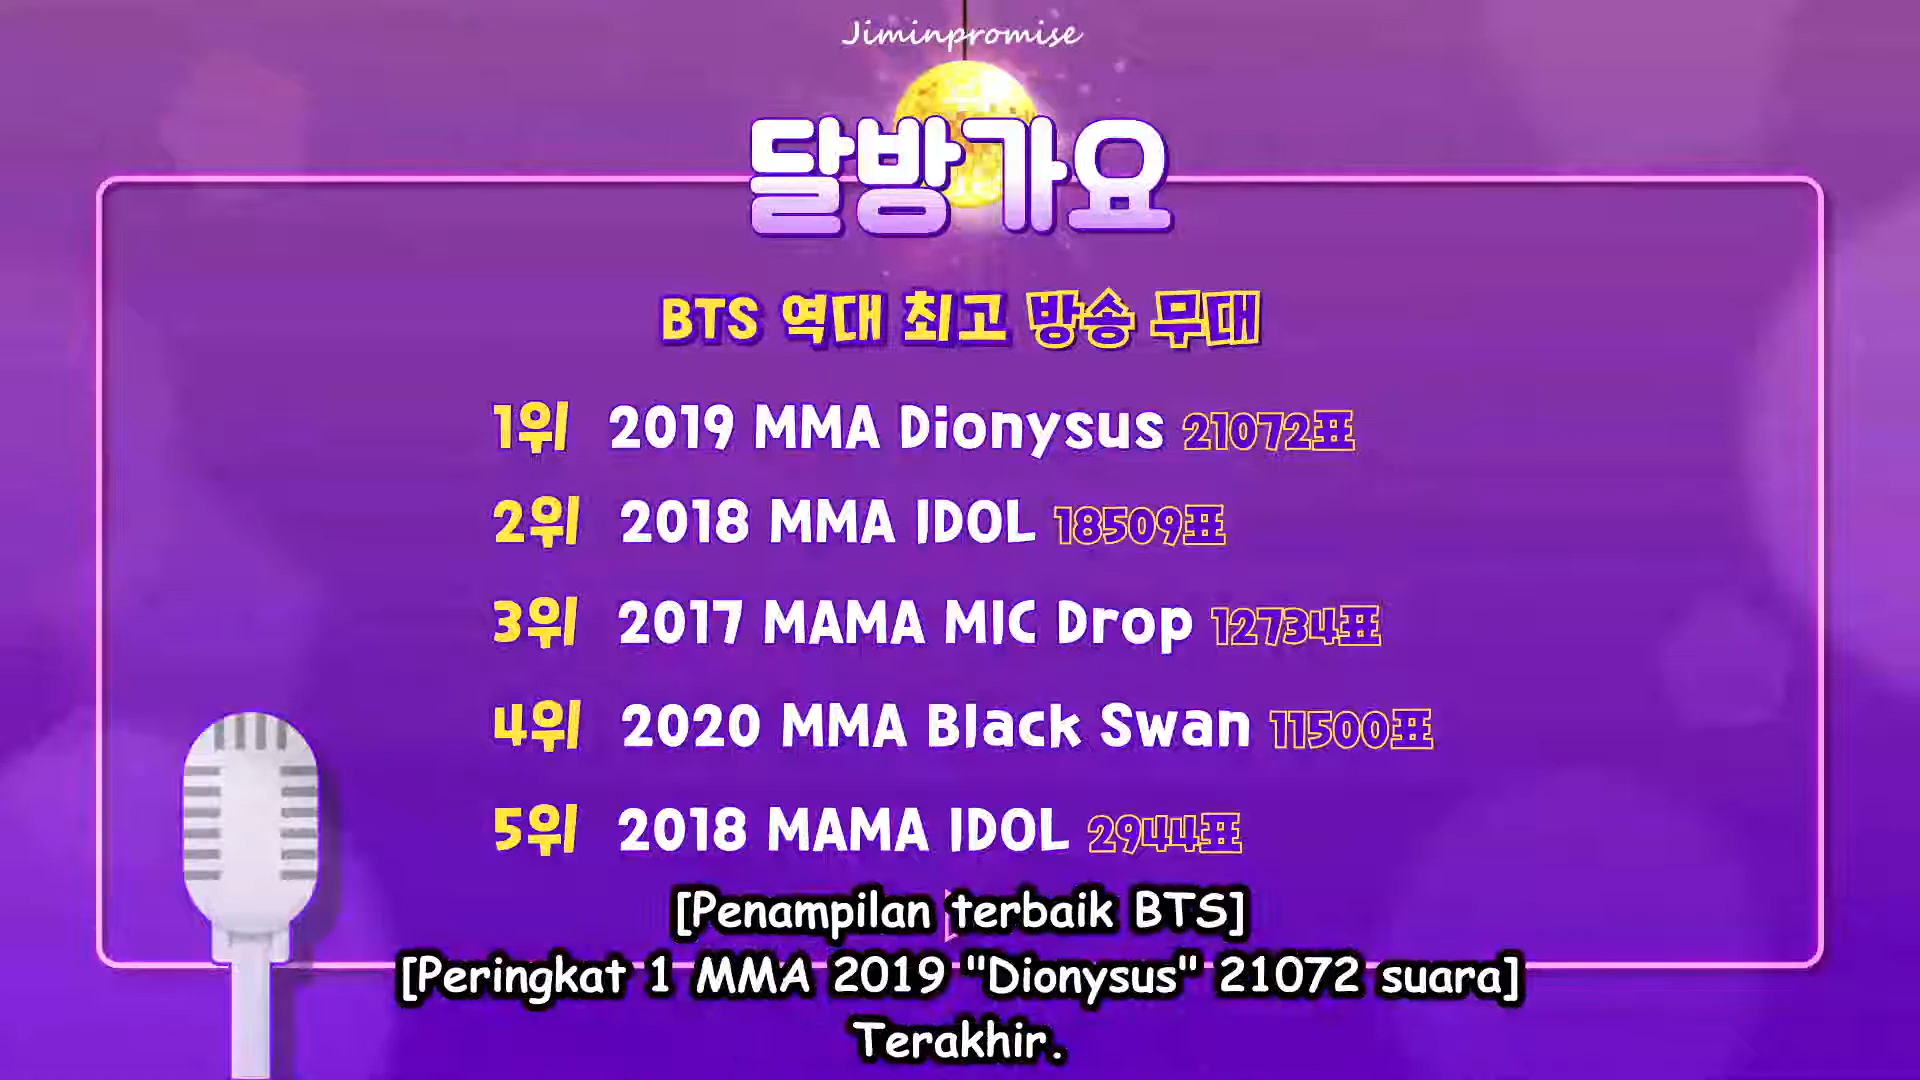 Jiminpromise
달방가요
BTS 역대 최고 방송 무대
1위 2019 MMA Dionysus 21072표
2위 2018 MMA IDOL 18509표
3위 2017 MAMA MIC Drop 12734표
4위 2020 MMA Black Swan 11500표
5위 2018 MAMA IDOL 2944표
[Penampilan terbaik BTS]
[Peringkat 1 MMA 2019 "Dionysus" 21072 suara]
Terakhir.